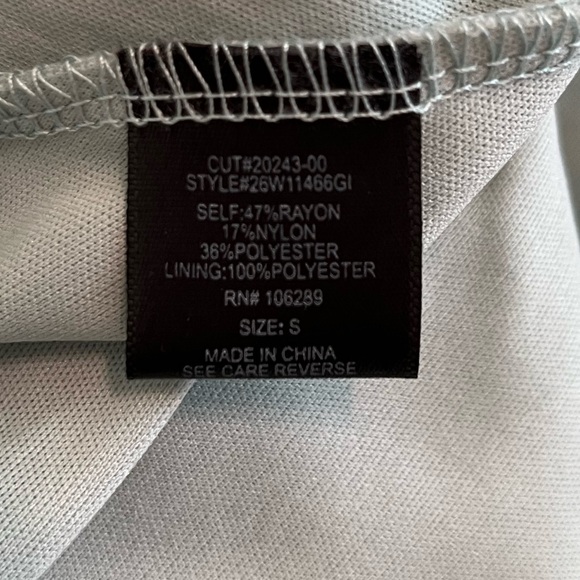 CUT#20243-00
STYLE#26W11466GI
SELF:47%RAYON
17%NYLON
36%POLYESTER
LINING:100%POLYESTER
RN# 106289
SIZE: S
MADE IN CHINA
SEE CARE REVERSE